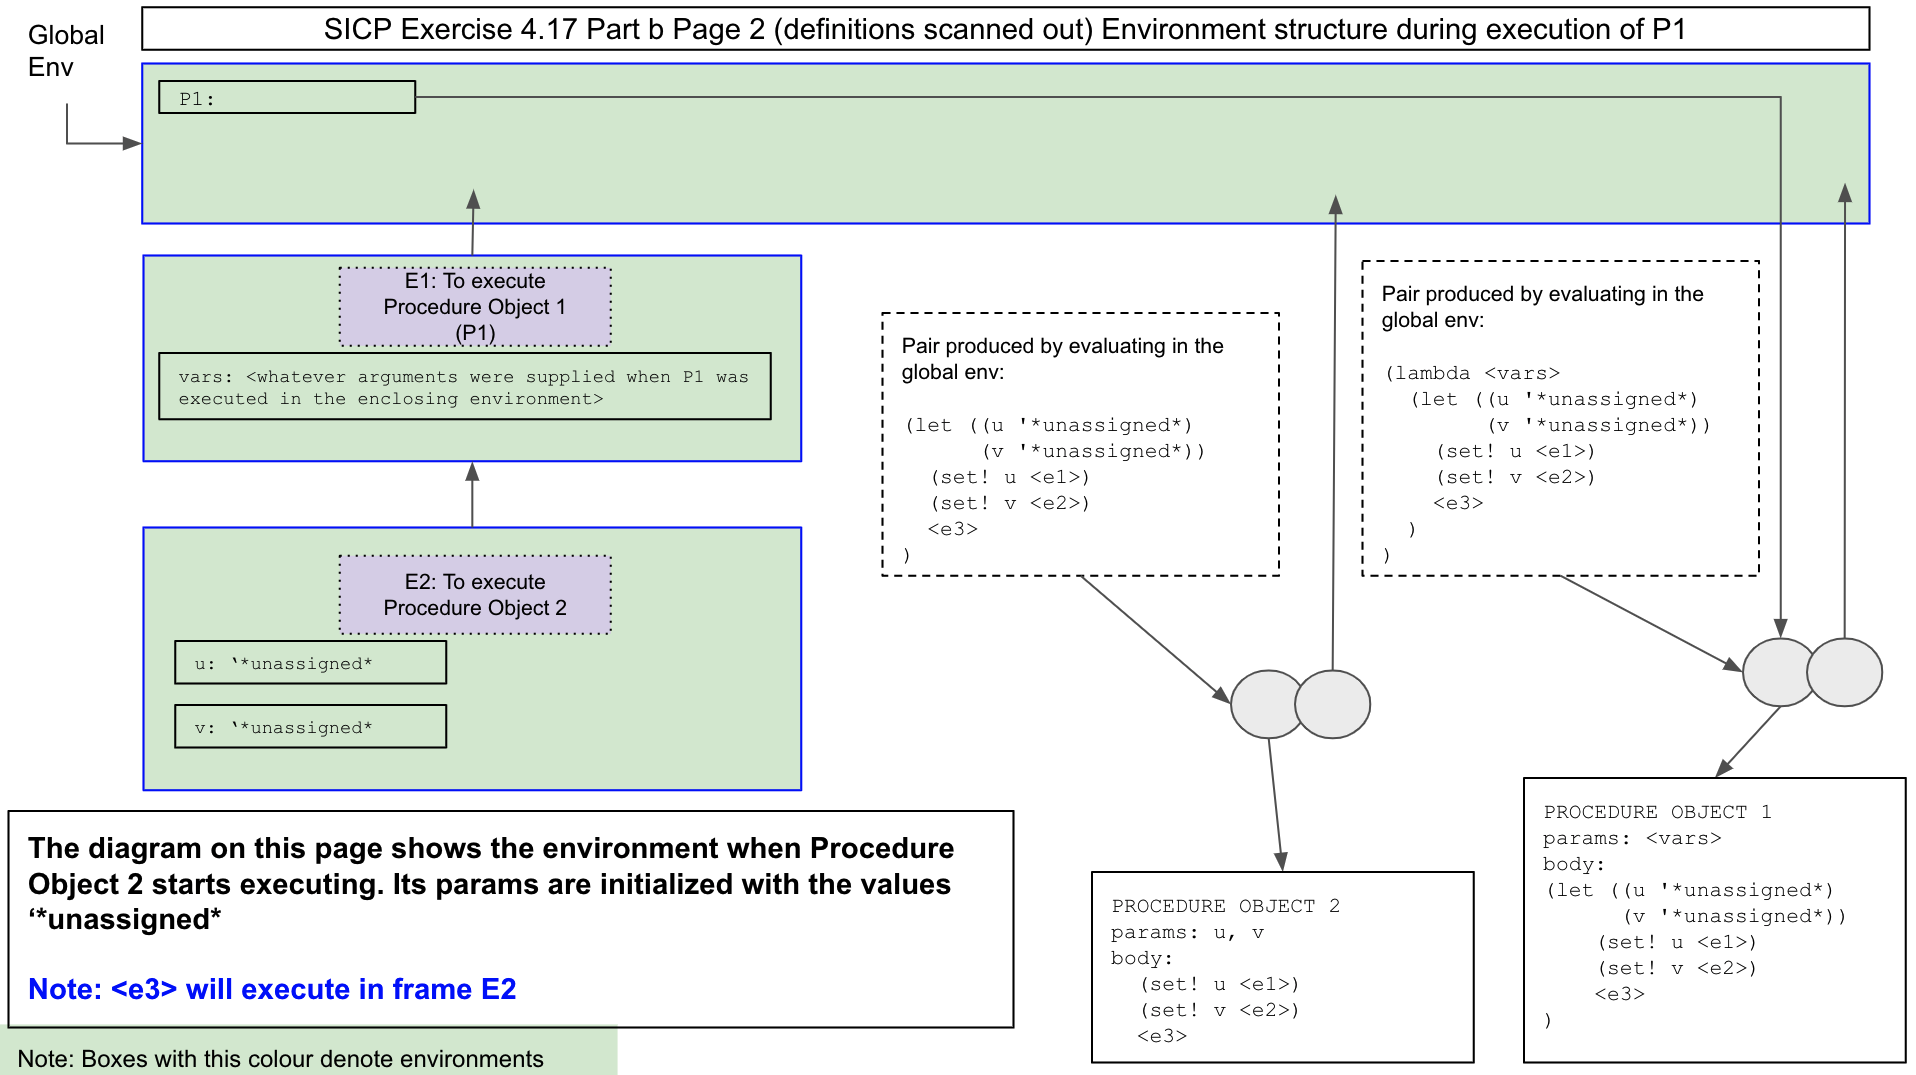 SICP Exercise 4.17 Part b Page 2 (definitions scanned out) Environment structure during execution of P1
Global
Env
P1:
E1: To execute
Procedure Object 1
(P1)
vars: <whatever arguments were supplied when P1 was
executed in the enclosing environment>
E2: To execute
Procedure Object 2
u: ‘*unassigned*
v: ‘*unassigned*
Pair produced by evaluating in the
global env:
(let ((u '*unassigned*)
      (v '*unassigned*))
  (set! u <e1>)
  (set! v <e2>)
  <e3>
)
Pair produced by evaluating in the
global env:
(lambda <vars>
  (let ((u '*unassigned*)
        (v '*unassigned*))
    (set! u <e1>)
    (set! v <e2>)
    <e3>
  )
)
The diagram on this page shows the environment when Procedure
Object 2 starts executing. Its params are initialized with the values
‘*unassigned*
Note: <e3> will execute in frame E2
Note: Boxes with this colour denote environments
PROCEDURE OBJECT 2
params: u, v
body:
  (set! u <e1>)
  (set! v <e2>)
  <e3>
PROCEDURE OBJECT 1
params: <vars>
body:
(let ((u '*unassigned*)
      (v '*unassigned*))
    (set! u <e1>)
    (set! v <e2>)
    <e3>
)